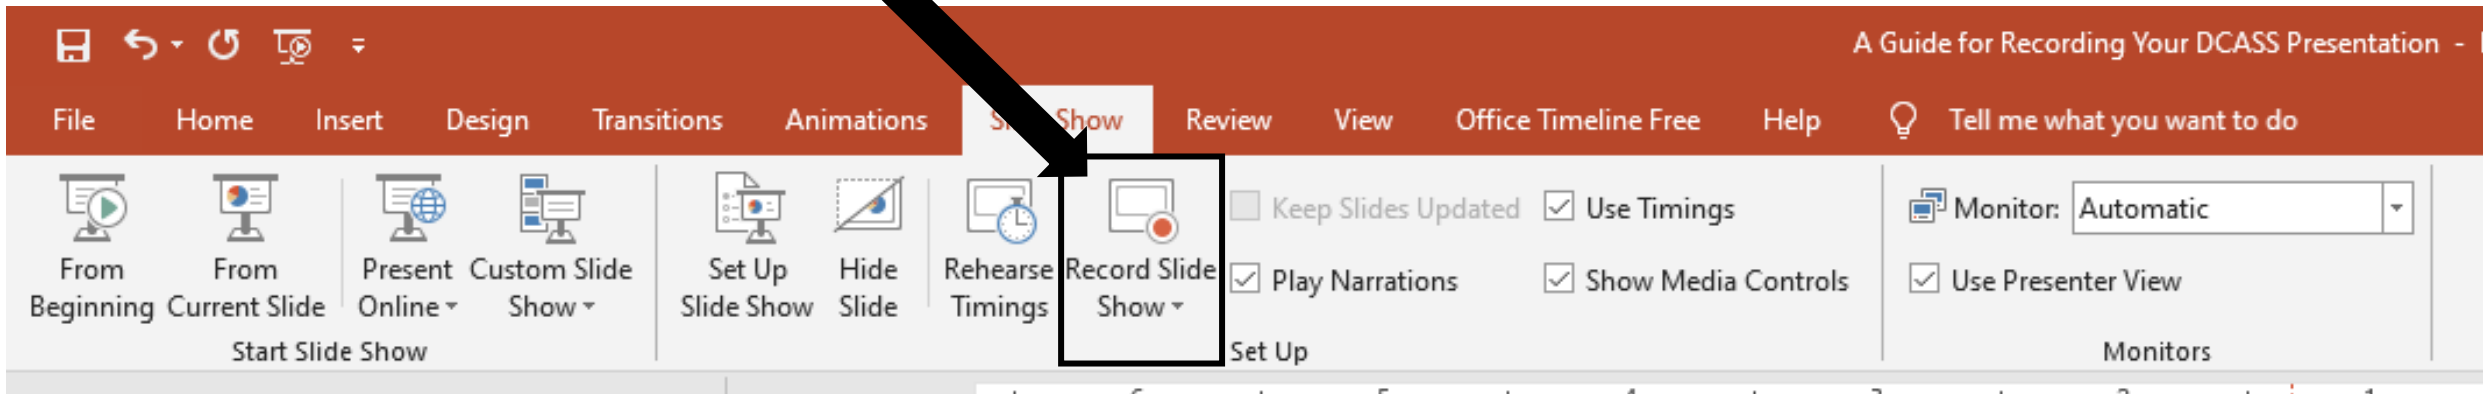 A Guide for Recording Your DCASS Presentation -
File Home Insert Design Transitions Animations Show Review View Office Timeline Free Help Tell me what you want to do
From Beginning
From Current Slide
Present Online
Custom Slide Show
Set Up Slide Show
Hide Slide
Rehearse Timings
Record Slide Show
Keep Slides Updated
Play Narrations
Use Timings
Show Media Controls
Monitor: Automatic
Use Presenter View
Start Slide Show
Set Up
Monitors